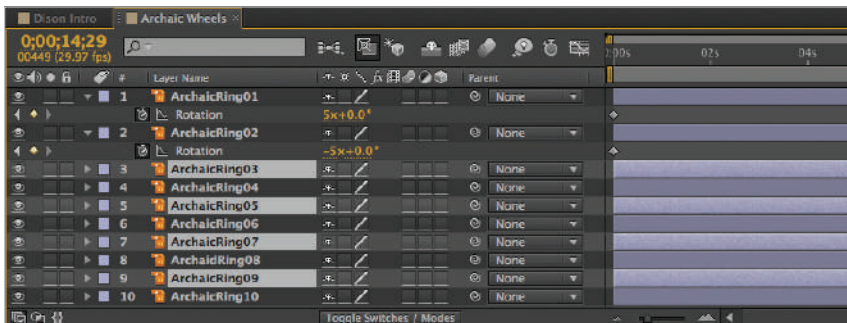 Dison Intro Archaic Wheels ×
0;00;14;29
00449 (29.97 fps)
:00s 02s 04s
# Layer Name Parent
1 ArchaicRing01 None
Rotation 5x+0.0°
2 ArchaicRing02 None
Rotation -5x+0.0°
3 ArchaicRing03 None
4 ArchaicRing04 None
5 ArchaicRing05 None
6 ArchaicRing06 None
7 ArchaicRing07 None
8 ArchaidRing08 None
9 ArchaicRing09 None
10 ArchaicRing10 None
Toggle Switches / Modes